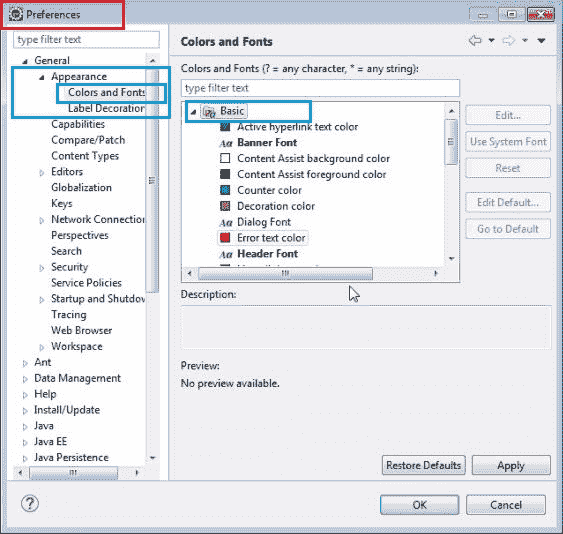 Preferences
type filter text
General
Appearance
Colors and Fonts
Label Decoration
Capabilities
Compare/Patch
Content Types
Editors
Globalization
Keys
Network Connection
Perspectives
Search
Security
Service Policies
Startup and Shutdow
Tracing
Web Browser
Workspace
Ant
Data Management
Help
Install/Update
Java
Java EE
Java Persistence
Colors and Fonts
Colors and Fonts (? = any character, * = any string):
type filter text
Basic
Active hyperlink text color
Aa Banner Font
Content Assist background color
Content Assist foreground color
Counter color
Decoration color
Aa Dialog Font
Error text color
Aa Header Font
Edit...
Use System Font
Reset
Edit Default...
Go to Default
Description:
Preview:
No preview available.
Restore Defaults
Apply
?
OK
Cancel